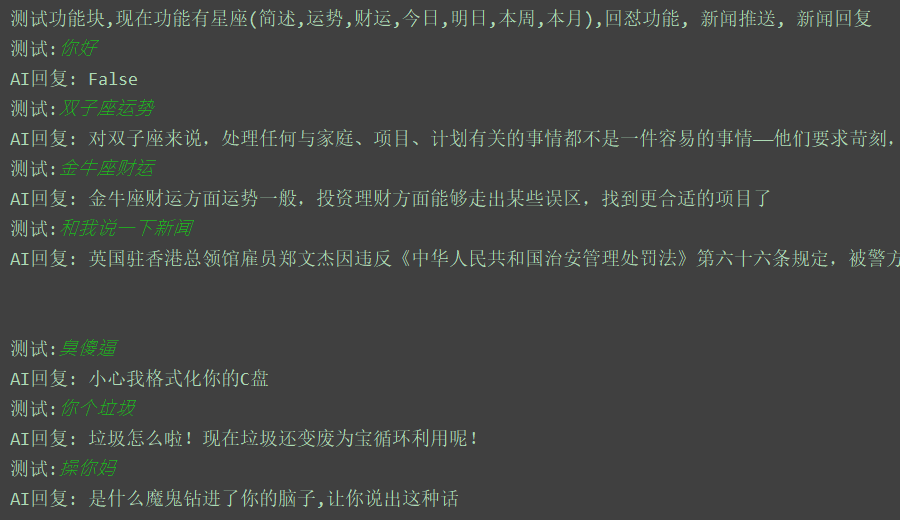 测试功能块,现在功能有星座(简述,运势,财运,今日,明日,本周,本月),回怼功能, 新闻推送, 新闻回复
测试:你好
AI回复: False
测试:双子座运势
AI回复: 对双子座来说，处理任何与家庭、项目、计划有关的事情都不是一件容易的事情——他们要求苛刻，
测试:金牛座财运
AI回复: 金牛座财运方面运势一般，投资理财方面能够走出某些误区，找到更合适的项目了
测试:和我说一下新闻
AI回复: 英国驻香港总领馆雇员郑文杰因违反《中华人民共和国治安管理处罚法》第六十六条规定，被警方
测试:臭傻逼
AI回复: 小心我格式化你的C盘
测试:你个垃圾
AI回复: 垃圾怎么啦！现在垃圾还变废为宝循环利用呢！
测试:操你妈
AI回复: 是什么魔鬼钻进了你的脑子,让你说出这种话